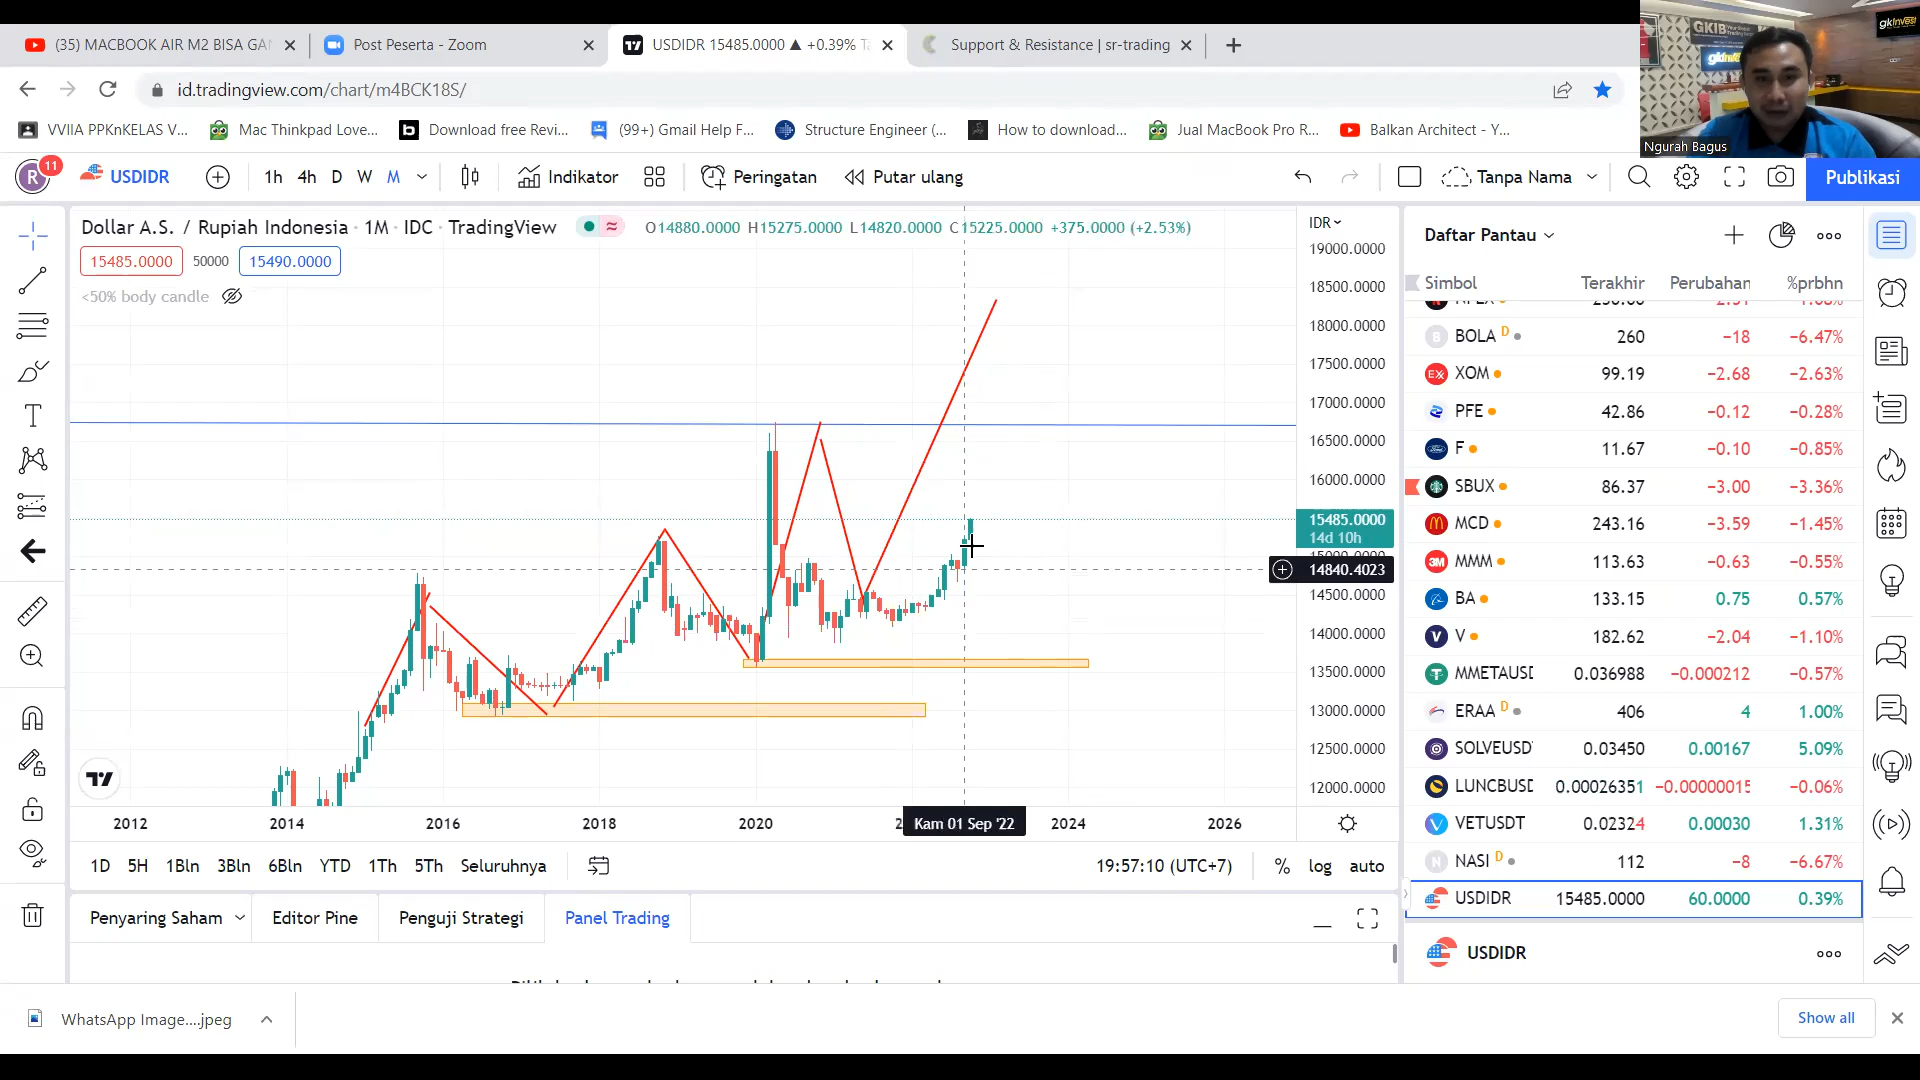 (35) MACBOOK AIR M2 BISA GAN
Post Peserta - Zoom
USDIDR 15485.0000 ▲ +0.39% T
Support & Resistance | sr-trading
id.tradingview.com/chart/m4BCK18S/
VVIIA PPKnKELAS V...
Mac Thinkpad Love...
Download free Revi...
(99+) Gmail Help F...
Structure Engineer (...
How to download...
Jual MacBook Pro R...
Balkan Architect - Y...
GKIB
gkinvest
Ngurah Bagus
R 11
USDIDR
1h 4h D W M
Indikator
Peringatan
Putar ulang
Tanpa Nama
Publikasi
Dollar A.S. / Rupiah Indonesia · 1M · IDC · TradingView
O14880.0000 H15275.0000 L14820.0000 C15225.0000 +375.0000 (+2.53%)
15485.0000 50000 15490.0000
<50% body candle
IDR
19000.0000
18500.0000
18000.0000
17500.0000
17000.0000
16500.0000
16000.0000
15485.0000
14d 10h
15000.0000
14840.4023
14500.0000
14000.0000
13500.0000
13000.0000
12500.0000
12000.0000
2012 2014 2016 2018 2020 Kam 01 Sep '22 2024 2026
1D 5H 1Bln 3Bln 6Bln YTD 1Th 5Th Seluruhnya
19:57:10 (UTC+7) % log auto
Penyaring Saham Editor Pine Penguji Strategi Panel Trading
Daftar Pantau
Simbol Terakhir Perubahan %prbhn
BOLA D 260 −18 −6.47%
XOM 99.19 −2.68 −2.63%
PFE 42.86 −0.12 −0.28%
F 11.67 −0.10 −0.85%
SBUX 86.37 −3.00 −3.36%
MCD 243.16 −3.59 −1.45%
MMM 113.63 −0.63 −0.55%
BA 133.15 0.75 0.57%
V 182.62 −2.04 −1.10%
MMETAUSD 0.036988 −0.000212 −0.57%
ERAA D 406 4 1.00%
SOLVEUSD 0.03450 0.00167 5.09%
LUNCBUSD 0.00026351 −0.00000015 −0.06%
VETUSDT 0.02324 0.00030 1.31%
NASI D 112 −8 −6.67%
USDIDR 15485.0000 60.0000 0.39%
USDIDR
WhatsApp Image....jpeg
Show all